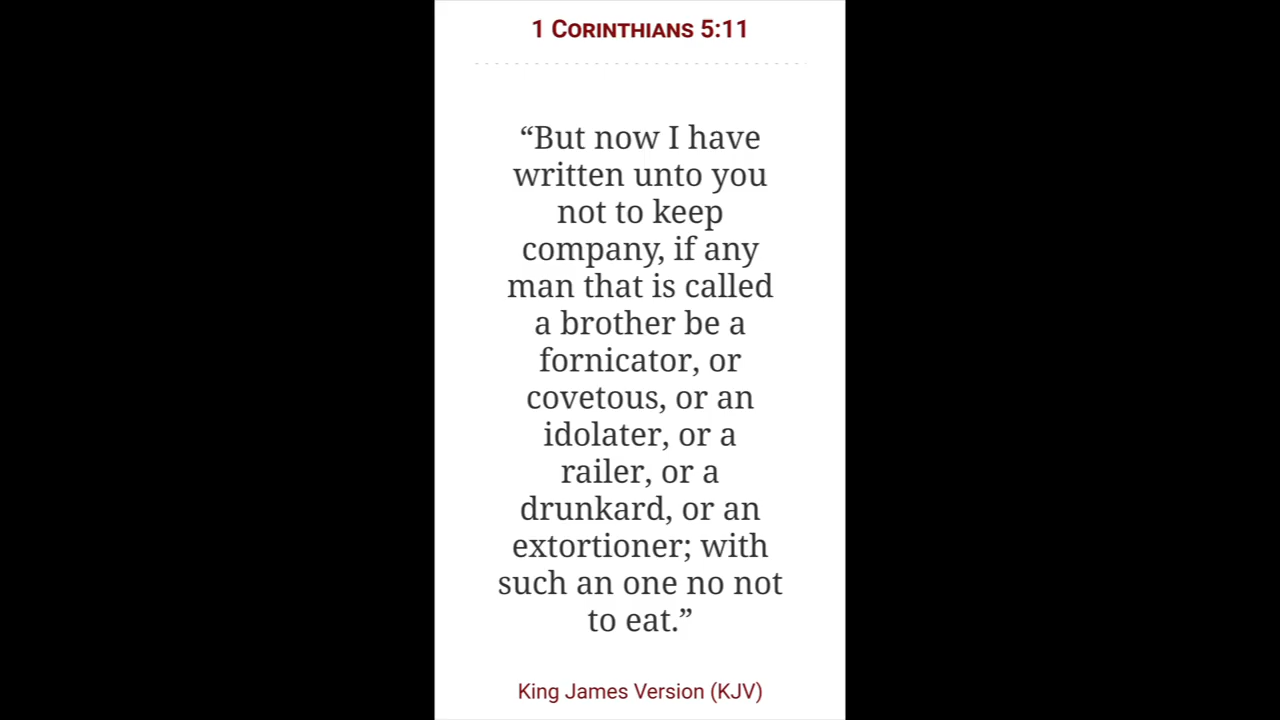 1 Corinthians 5:11
“But now I have
written unto you
not to keep
company, if any
man that is called
a brother be a
fornicator, or
covetous, or an
idolater, or a
railer, or a
drunkard, or an
extortioner; with
such an one no not
to eat.”
King James Version (KJV)